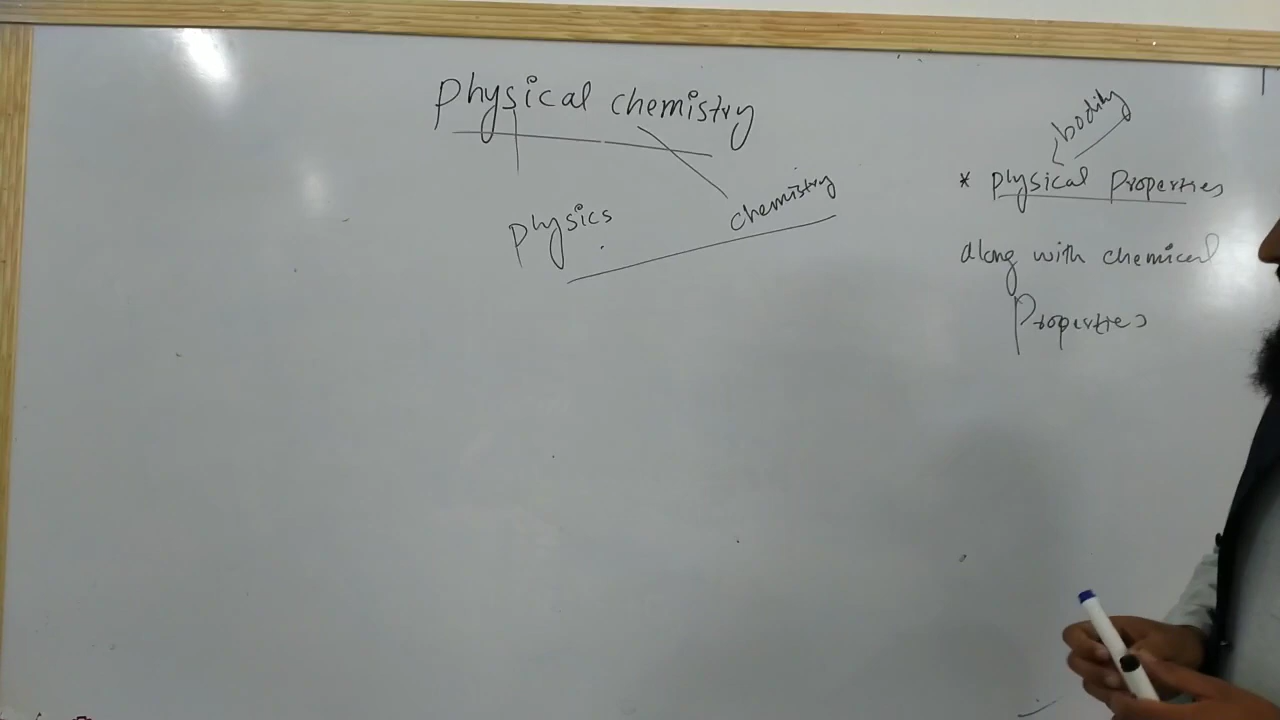 Physical chemistry
Physics chemistry
bodily
* Physical Properties
along with chemical
Properties